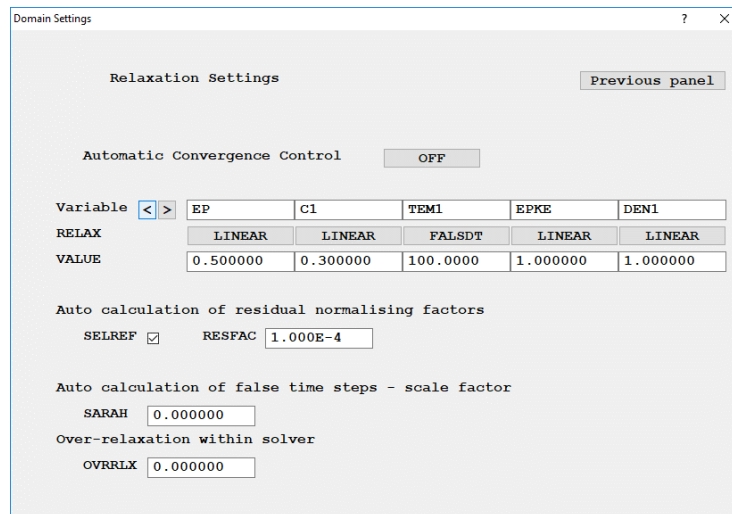 Domain Settings ? ×
Relaxation Settings
Previous panel
Automatic Convergence Control OFF
Variable < > EP C1 TEM1 EPKE DEN1
RELAX LINEAR LINEAR FALSDT LINEAR LINEAR
VALUE 0.500000 0.300000 100.0000 1.000000 1.000000
Auto calculation of residual normalising factors
SELREF RESFAC 1.000E-4
Auto calculation of false time steps - scale factor
SARAH 0.000000
Over-relaxation within solver
OVRRLX 0.000000